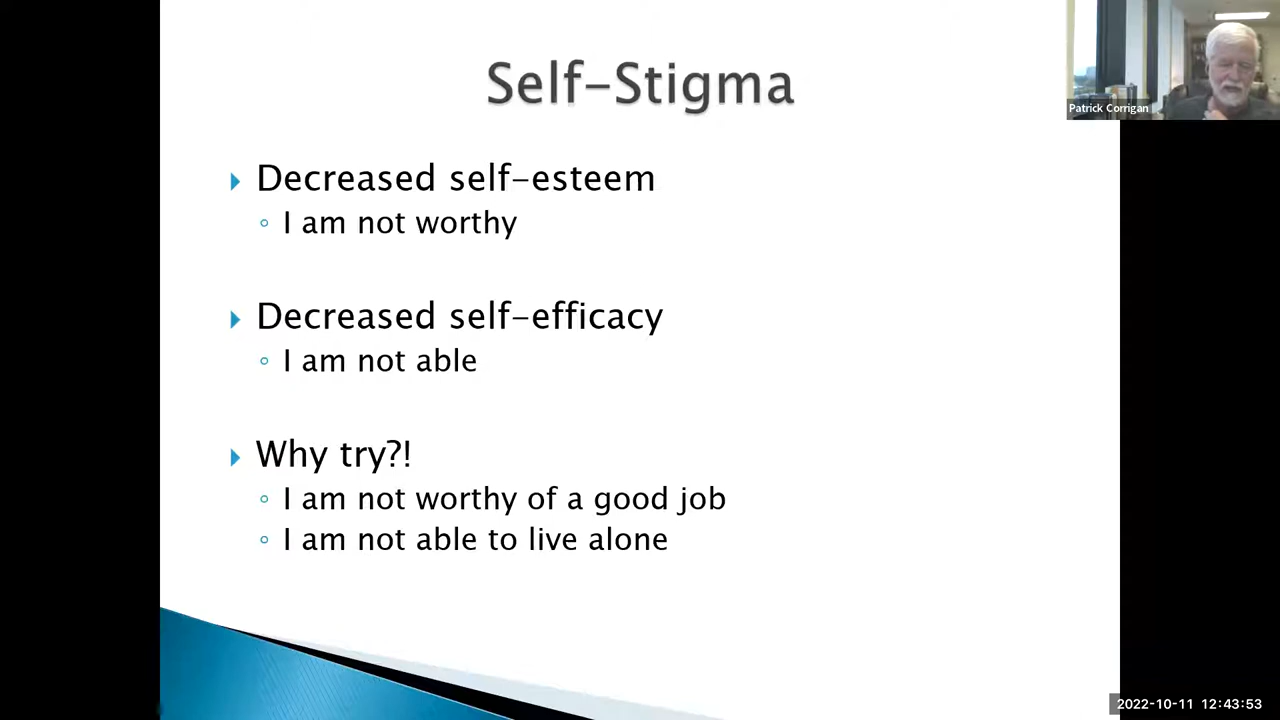 Self-Stigma
Patrick Corrigan
Decreased self-esteem
I am not worthy
Decreased self-efficacy
I am not able
Why try?!
I am not worthy of a good job
I am not able to live alone
2022-10-11 12:43:53